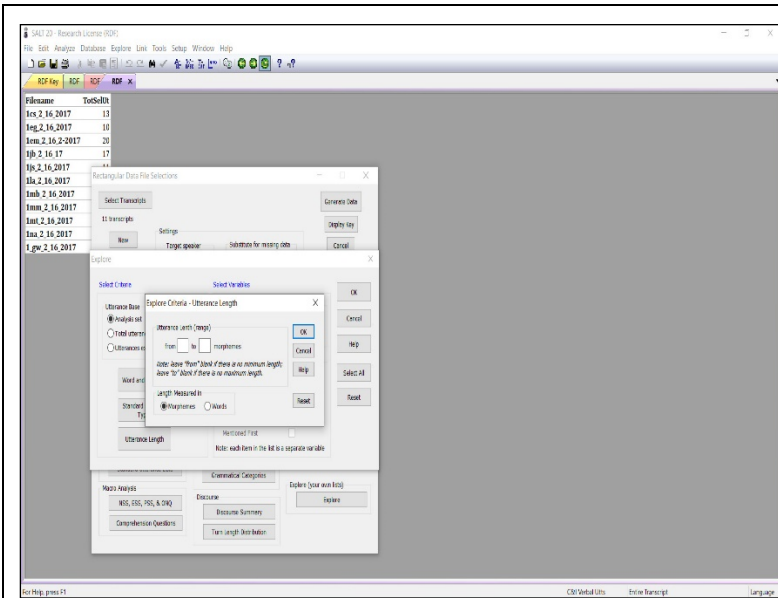 SALT 20 - Research License (RDF)
File Edit Analyze Database Explore Link Tools Setup Window Help
RDF Key RDF RDF RDF X
Filename TotSelUt
1cs_2_16_2017 13
1eg_2_16_2017 10
1em_2_16_2-2017 20
1jb_2_16_17 17
1js_2_16_2017
1la_2_16_2017
1mb_2_16_2017
1mm_2_16_2017
1mt_2_16_2017
1na_2_16_2017
1_gw_2_16_2017
Rectangular Data File Selections X
Select Transcripts Generate Data
11 transcripts Display Key
Settings
New Target speaker Substitute for missing data Cancel
Explore X
Select Criteria Select Variables OK
Utterance Base
Analysis set Cancel
Total utteran
Utterances e Help
Word and Select All
Standard Reset
Ty
Utterance Length
Mentioned First
Note: each item in the list is a separate variable
Explore Criteria - Utterance Length X
Utterance Lenth (range) OK
from to morphemes Cancel
Note: leave "from" blank if there is no minimum length;
leave "to" blank if there is no maximum length. Help
Length Measured in Reset
Morphemes Words
Grammatical Categories
Macro Analysis Discourse Explore (your own lists)
NSS, ESS, PSS, & ONQ Discourse Summary Explore
Comprehension Questions Turn Length Distribution
For Help, press F1 C&I Verbal Utts Entire Transcript Language